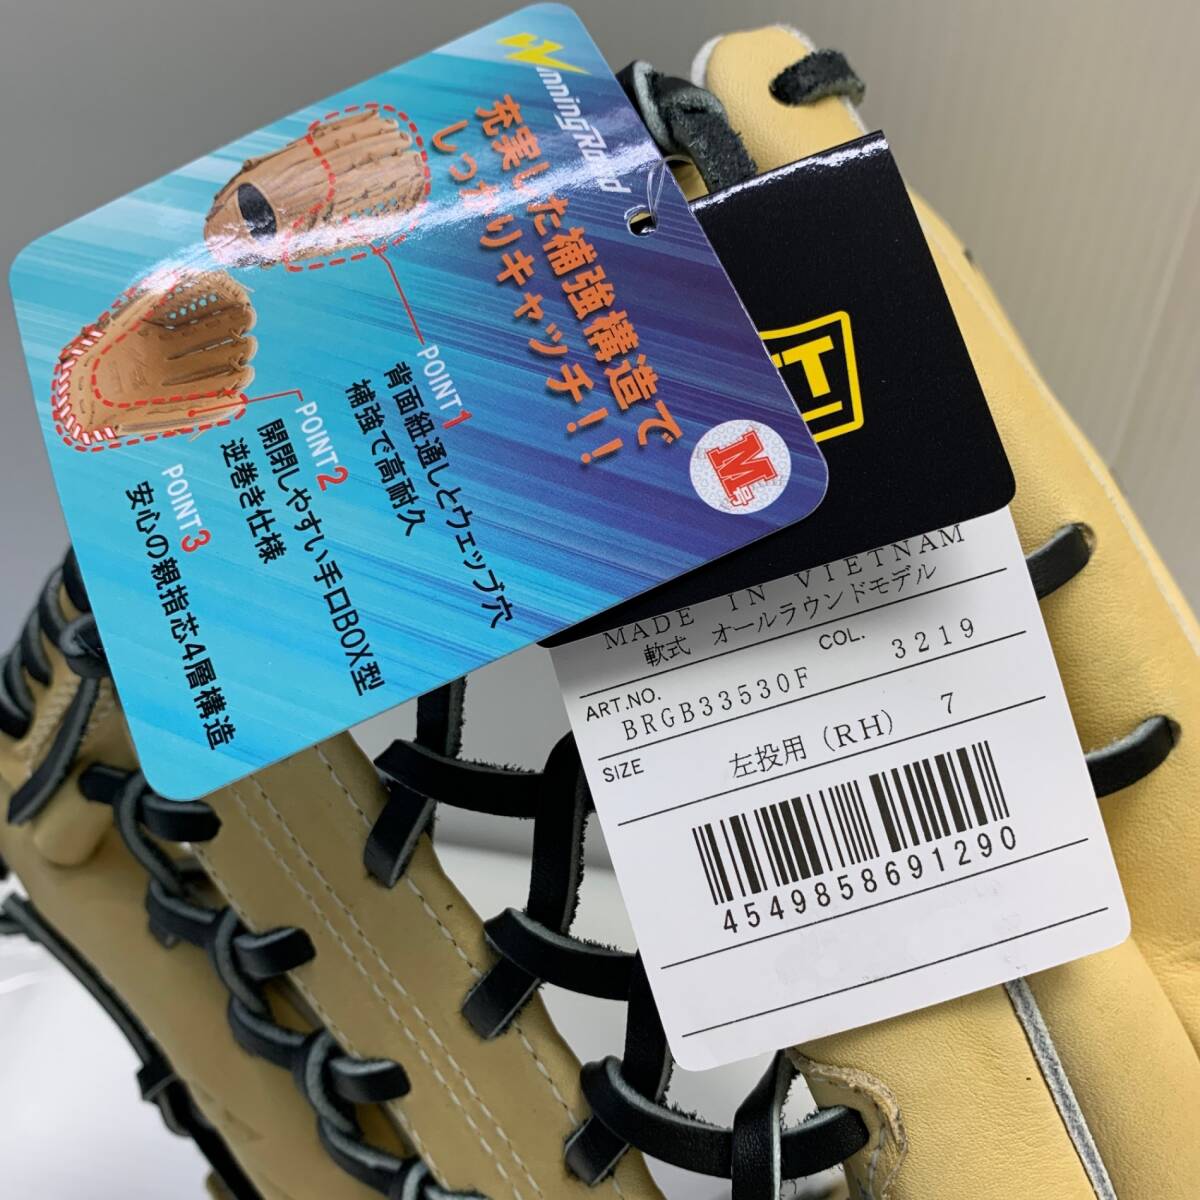 WinningRoad
充実した補強構造で
しっかりキャッチ!!
M号
POINT1
背面紐通しとウェッブ穴
補強で高耐久
POINT2
開閉しやすい手口BOX型
逆巻き仕様
POINT3
安心の親指芯4層構造
MADE IN VIETNAM
軟式 オールラウンドモデル
ART.NO. COL.
BRGB33530F 3219
SIZE
左投用(RH) 7
4549858691290